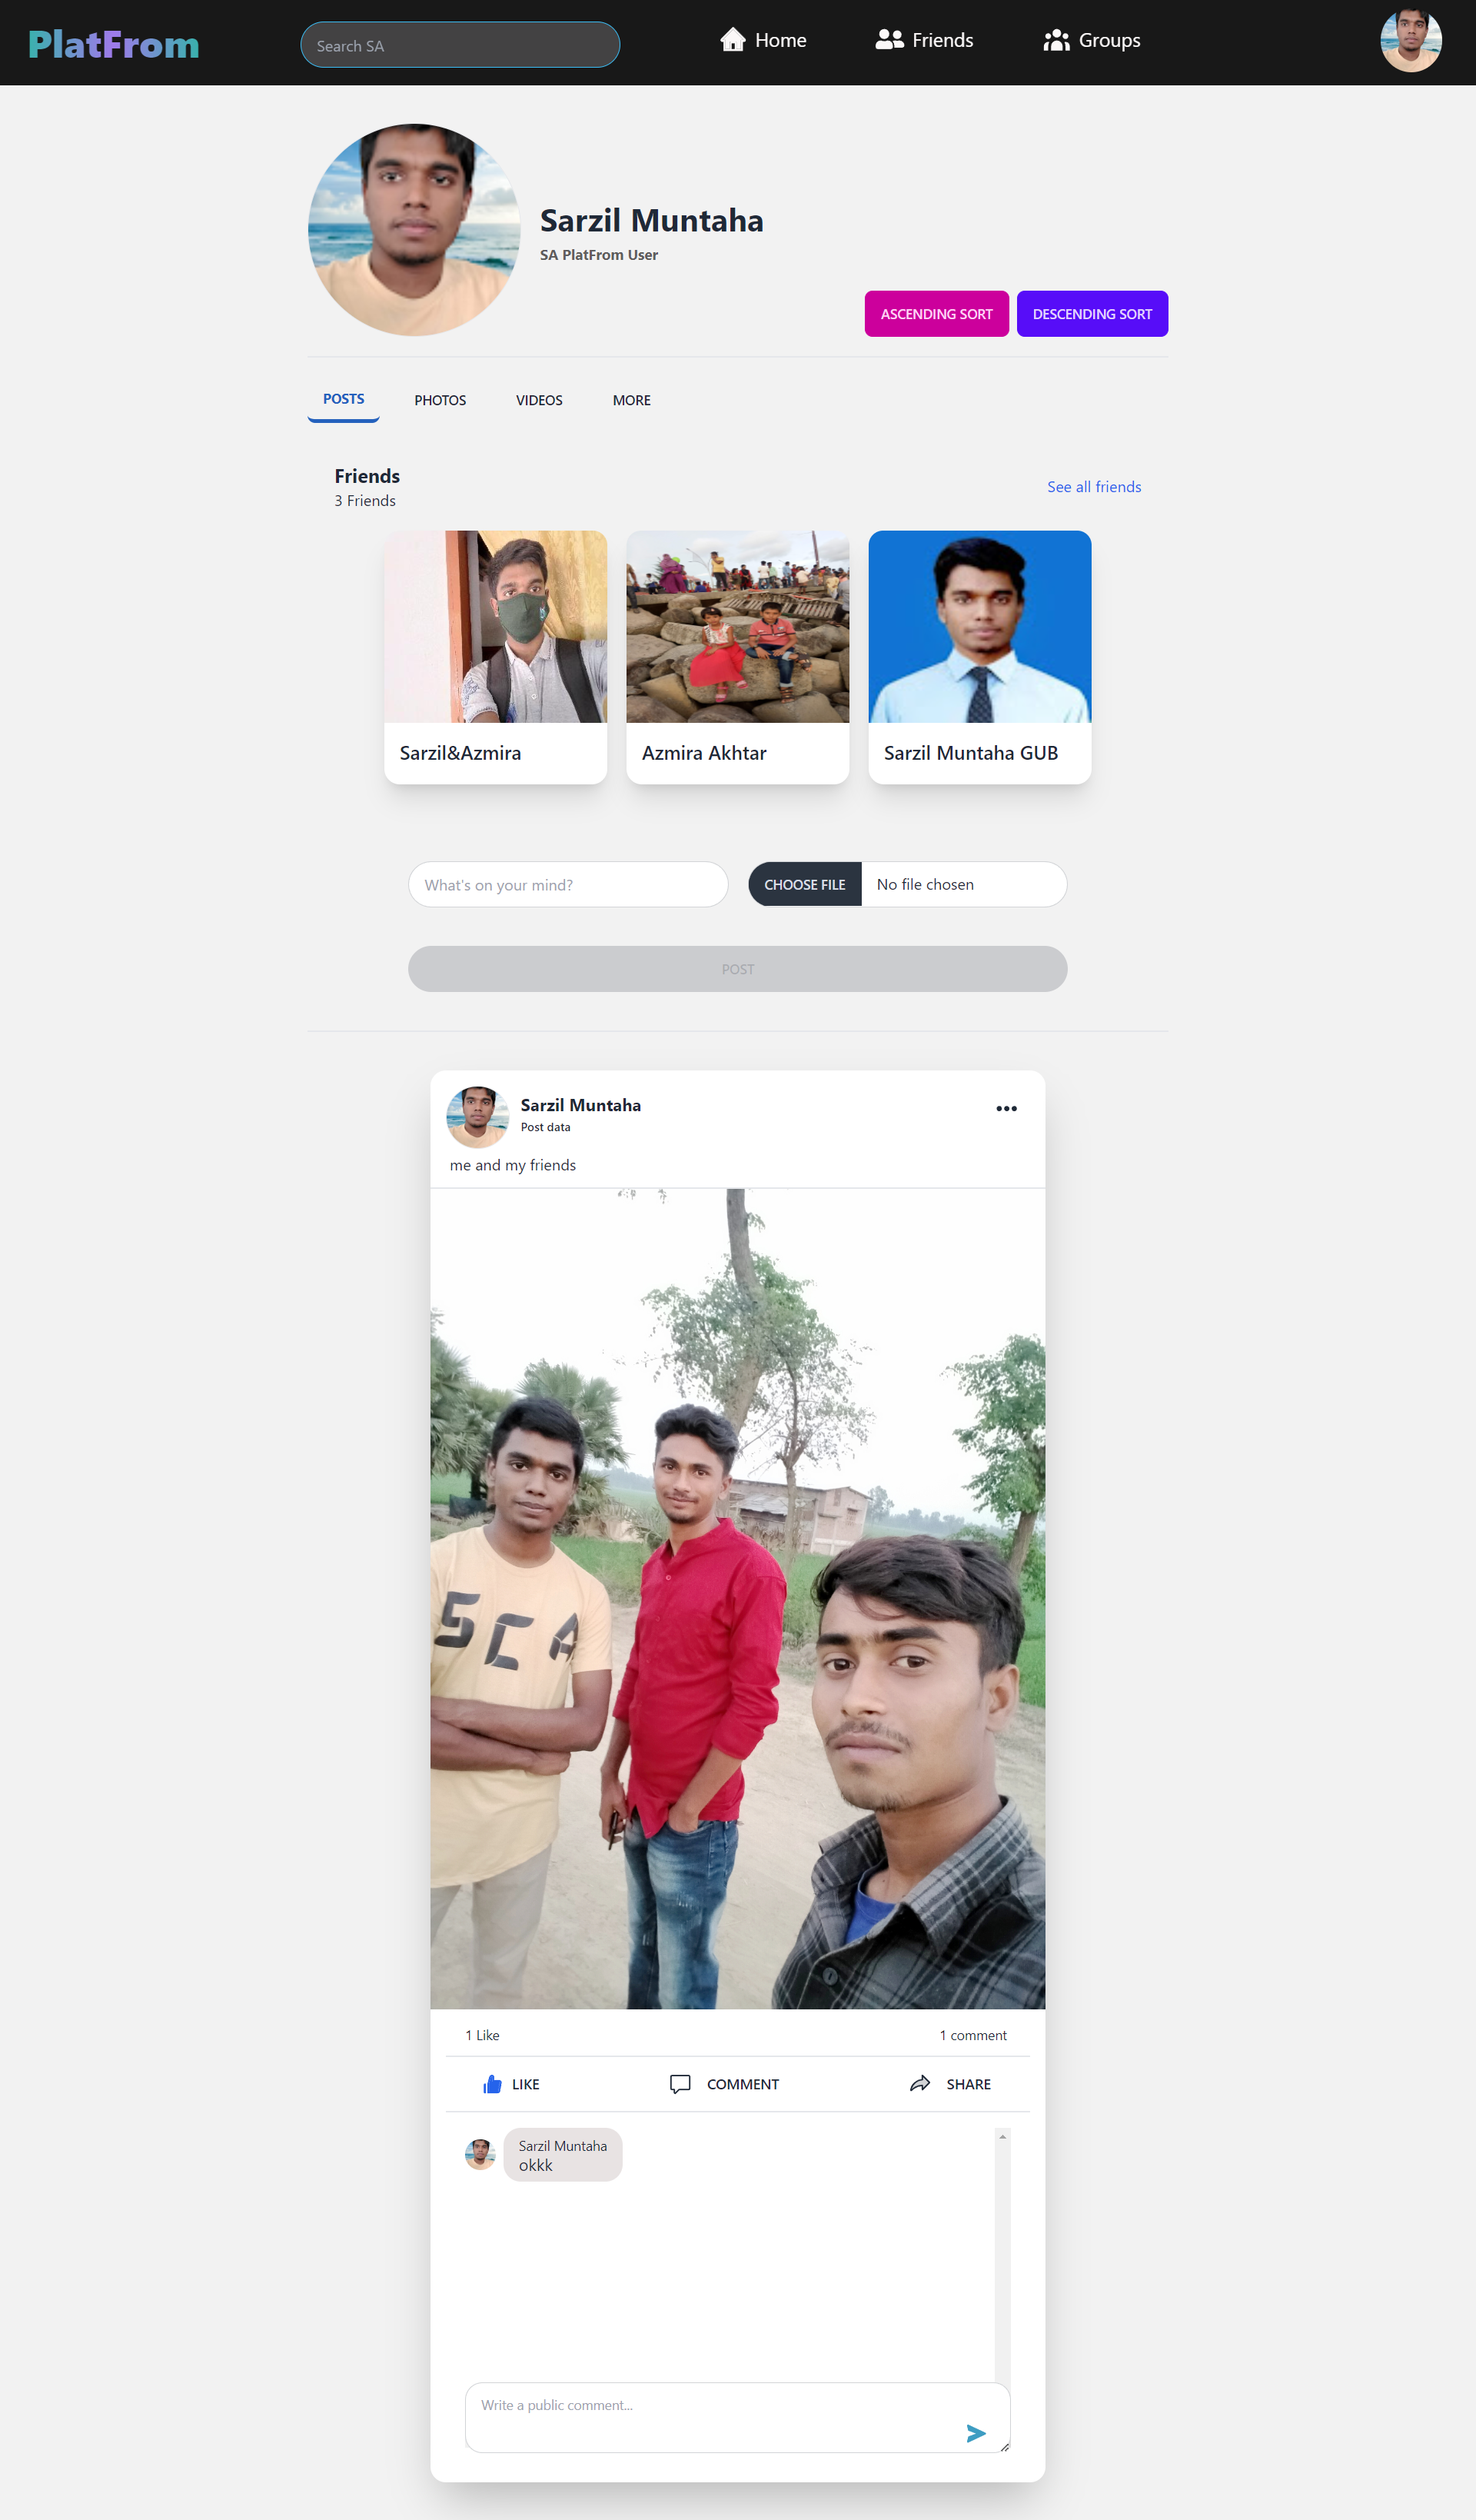 PlatFrom
Search SA
Home
Friends
Groups
Sarzil Muntaha
SA PlatFrom User
ASCENDING SORT
DESCENDING SORT
POSTS
PHOTOS
VIDEOS
MORE
Friends
3 Friends
See all friends
Sarzil&Azmira
Azmira Akhtar
Sarzil Muntaha GUB
What's on your mind?
CHOOSE FILE
No file chosen
POST
Sarzil Muntaha
Post data
me and my friends
SCA
1 Like
1 comment
LIKE
COMMENT
SHARE
Sarzil Muntaha
okkk
Write a public comment...